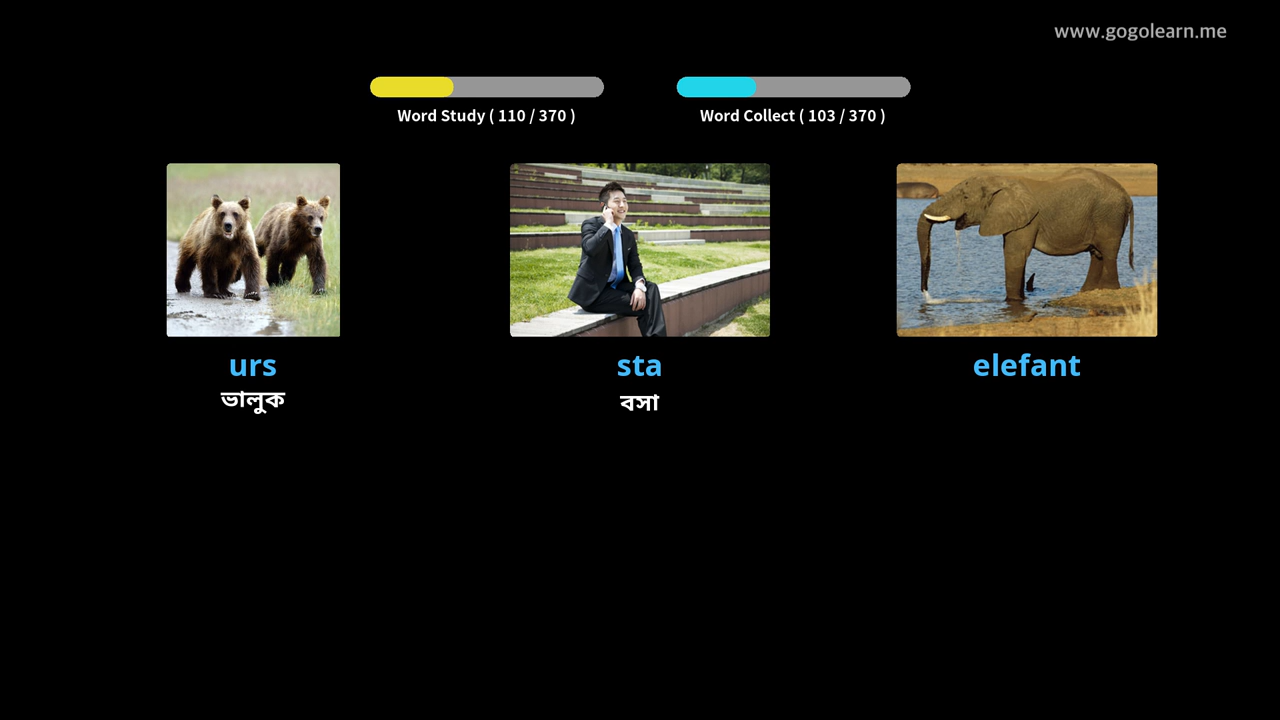 www.gogolearn.me
Word Study ( 110 / 370 )
Word Collect ( 103 / 370 )
urs
sta
elefant
ভালুক
বসা